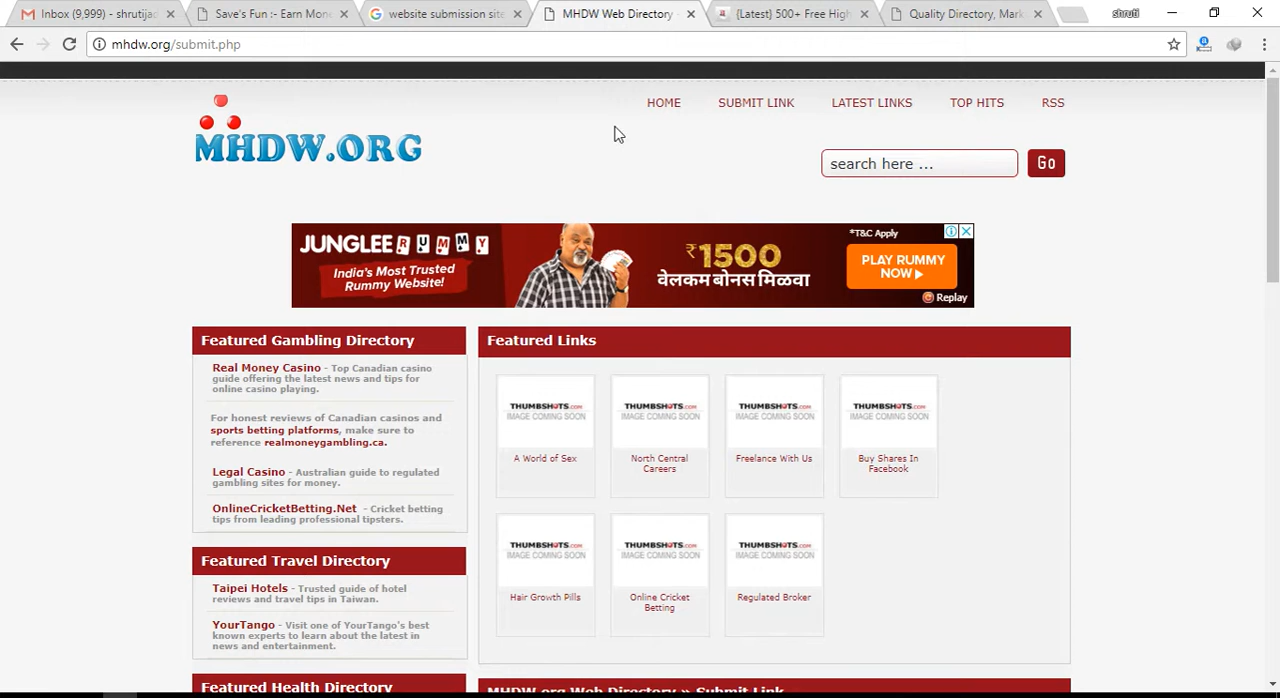 Inbox (9,999) - shrutija
Save's Fun :- Earn Mone
website submission site
MHDW Web Directory -
{Latest} 500+ Free High
Quality Directory, Mark
shruti
mhdw.org/submit.php
HOME
SUBMIT LINK
LATEST LINKS
TOP HITS
RSS
MHDW.ORG
search here ...
Go
JUNGLEE RUMMY
India's Most Trusted
Rummy Website!
₹1500
वेलकम बोनस मिळवा
*T&C Apply
PLAY RUMMY
NOW
Replay
Featured Gambling Directory
Real Money Casino - Top Canadian casino
guide offering the latest news and tips for
online casino playing.
For honest reviews of Canadian casinos and
sports betting platforms, make sure to
reference realmoneygambling.ca.
Legal Casino - Australian guide to regulated
gambling sites for money.
OnlineCricketBetting.Net - Cricket betting
tips from leading professional tipsters.
Featured Travel Directory
Taipei Hotels - Trusted guide of hotel
reviews and travel tips in Taiwan.
YourTango - Visit one of YourTango's best
known experts to learn about the latest in
news and entertainment.
Featured Health Directory
Featured Links
THUMBSHOTS.COM
IMAGE COMING SOON
A World of Sex
THUMBSHOTS.COM
IMAGE COMING SOON
North Central
Careers
THUMBSHOTS.COM
IMAGE COMING SOON
Freelance With Us
THUMBSHOTS.COM
IMAGE COMING SOON
Buy Shares In
Facebook
THUMBSHOTS.COM
IMAGE COMING SOON
Hair Growth Pills
THUMBSHOTS.COM
IMAGE COMING SOON
Online Cricket
Betting
THUMBSHOTS.COM
IMAGE COMING SOON
Regulated Broker
MHDW.org Web Directory » Submit Link